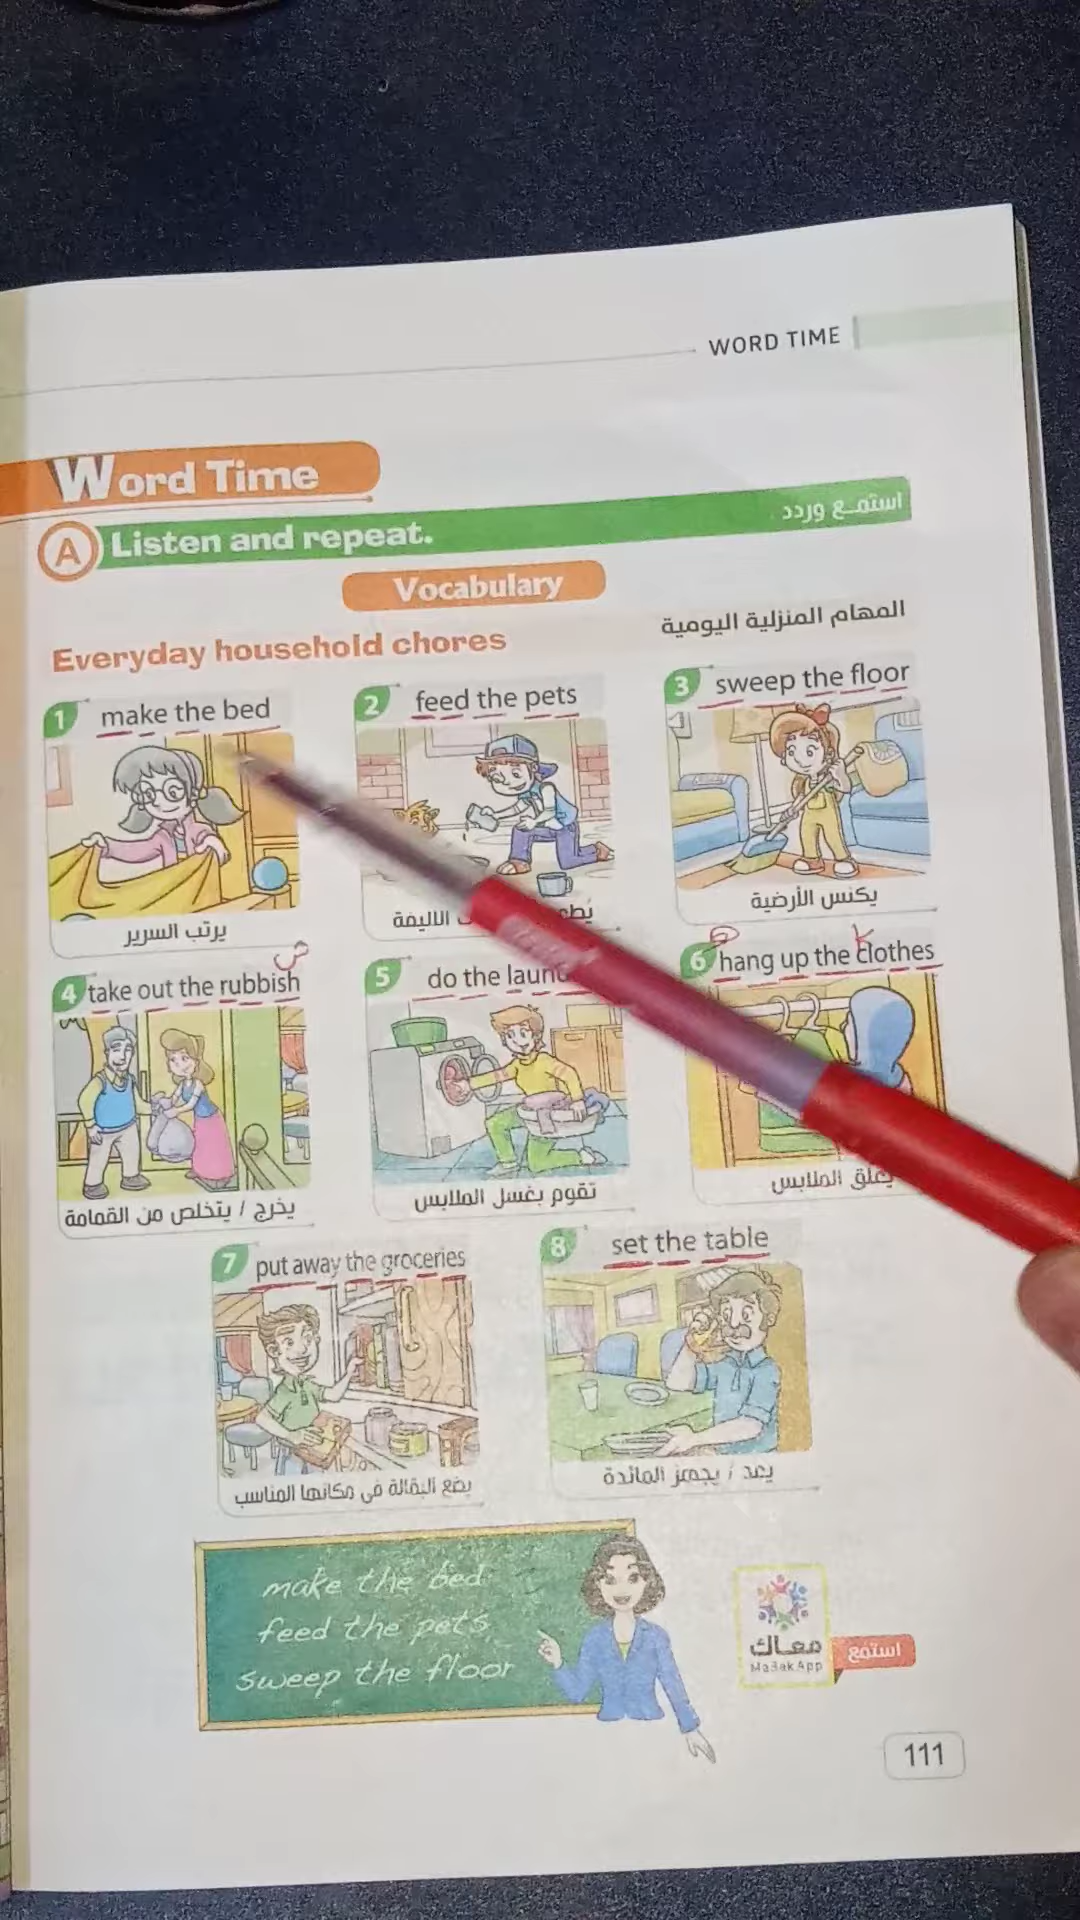 WORD TIME
Word Time
A Listen and repeat.
استمع وردد
Vocabulary
Everyday household chores
المهام المنزلية اليومية
1 make the bed
يرتب السرير
2 feed the pets
الاليفة
3 sweep the floor
يكنس الأرضية
4 take out the rubbish
ش
يخرج / يتخلص من القمامة
5 do the
تقوم بغسل الملابس
6 hang up the clothes
ه
K
يعلق الملابس
7 put away the groceries
يضع البقالة في مكانها المناسب
8 set the table
يعد / يجهز المائدة
make the bed
feed the pets
sweep the floor
معاك
Ma3akApp
استمع
111